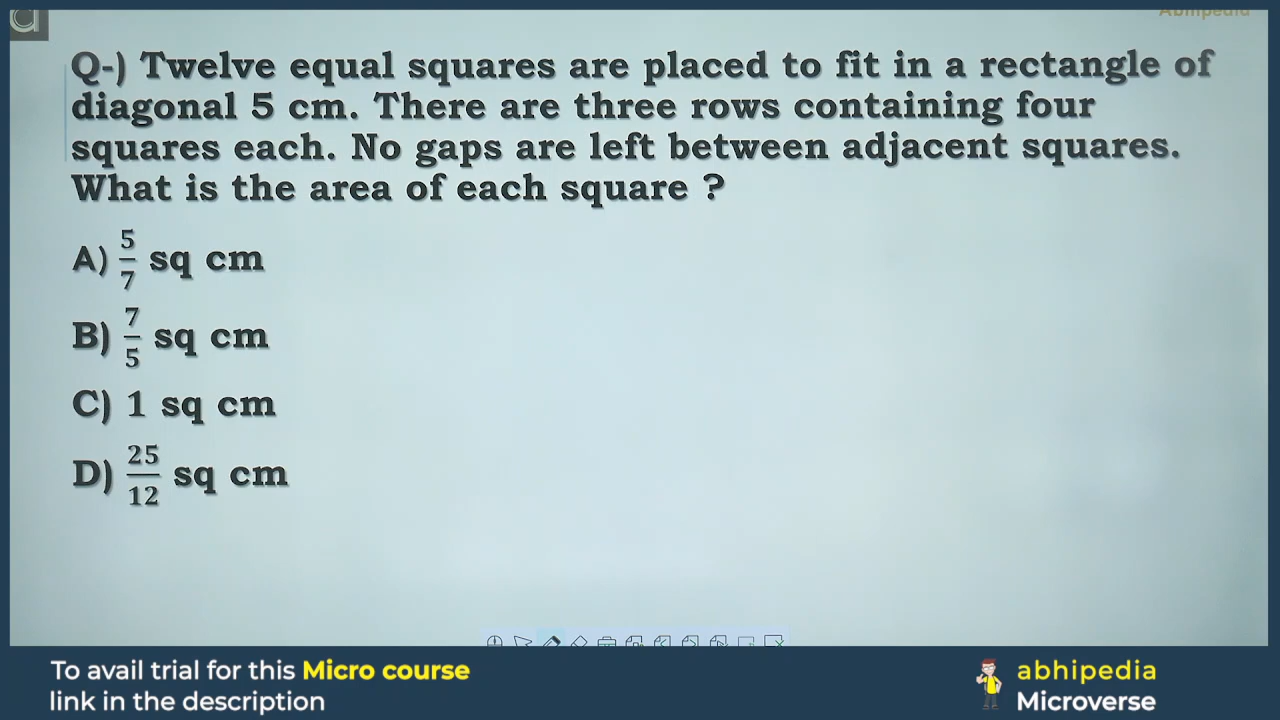 a
Abhipedia
Q-) Twelve equal squares are placed to fit in a rectangle of
diagonal 5 cm. There are three rows containing four
squares each. No gaps are left between adjacent squares.
What is the area of each square ?
A) 5/7 sq cm
B) 7/5 sq cm
C) 1 sq cm
D) 25/12 sq cm
To avail trial for this Micro course
link in the description
abhipedia
Microverse